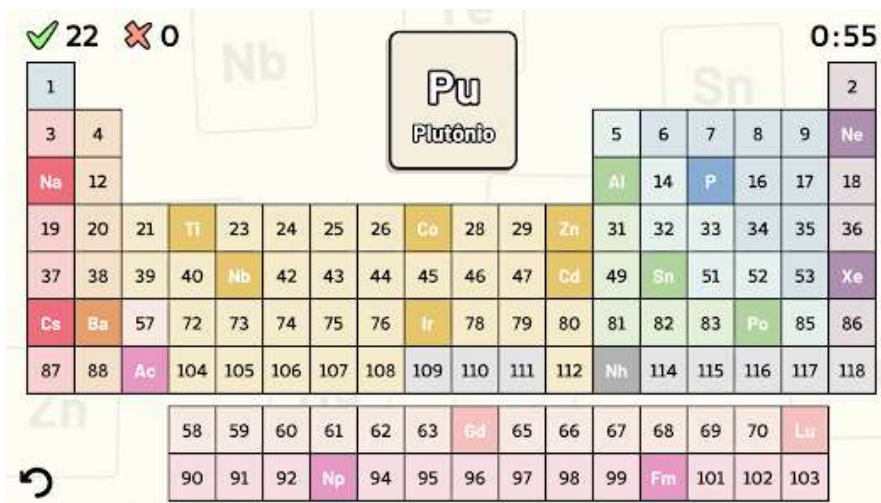 22 0 0:55
Pu
Plutônio
1 2
3 4 5 6 7 8 9 Ne
Na 12 Al 14 P 16 17 18
19 20 21 Ti 23 24 25 26 Co 28 29 Zn 31 32 33 34 35 36
37 38 39 40 Nb 42 43 44 45 46 47 Cd 49 Sn 51 52 53 Xe
Cs Ba 57 72 73 74 75 76 Ir 78 79 80 81 82 83 Po 85 86
87 88 Ac 104 105 106 107 108 109 110 111 112 Nh 114 115 116 117 118
58 59 60 61 62 63 Gd 65 66 67 68 69 70 Lu
90 91 92 Np 94 95 96 97 98 99 Fm 101 102 103
Nb
Sn
Zn